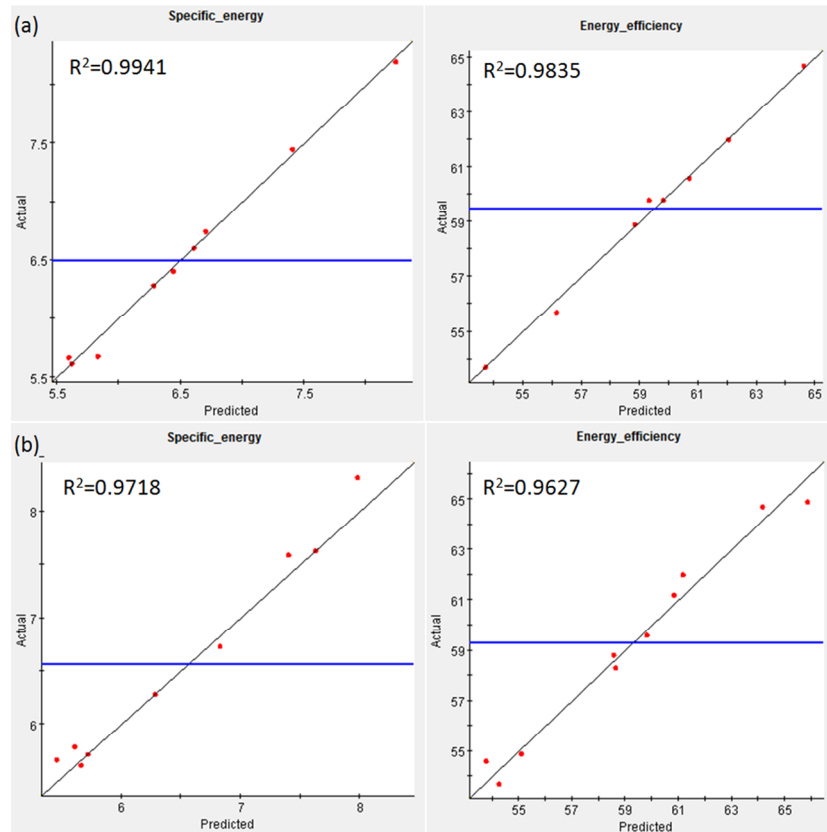 (a)
Specific_energy
R²=0.9941
7.5
6.5
5.5
Actual
5.5 6.5 7.5
Predicted
Energy_efficiency
R²=0.9835
65
63
61
59
57
55
Actual
55 57 59 61 63 65
Predicted
(b)
Specific_energy
R²=0.9718
8
7
6
Actual
6 7 8
Predicted
Energy_efficiency
R²=0.9627
65
63
61
59
57
55
Actual
55 57 59 61 63 65
Predicted